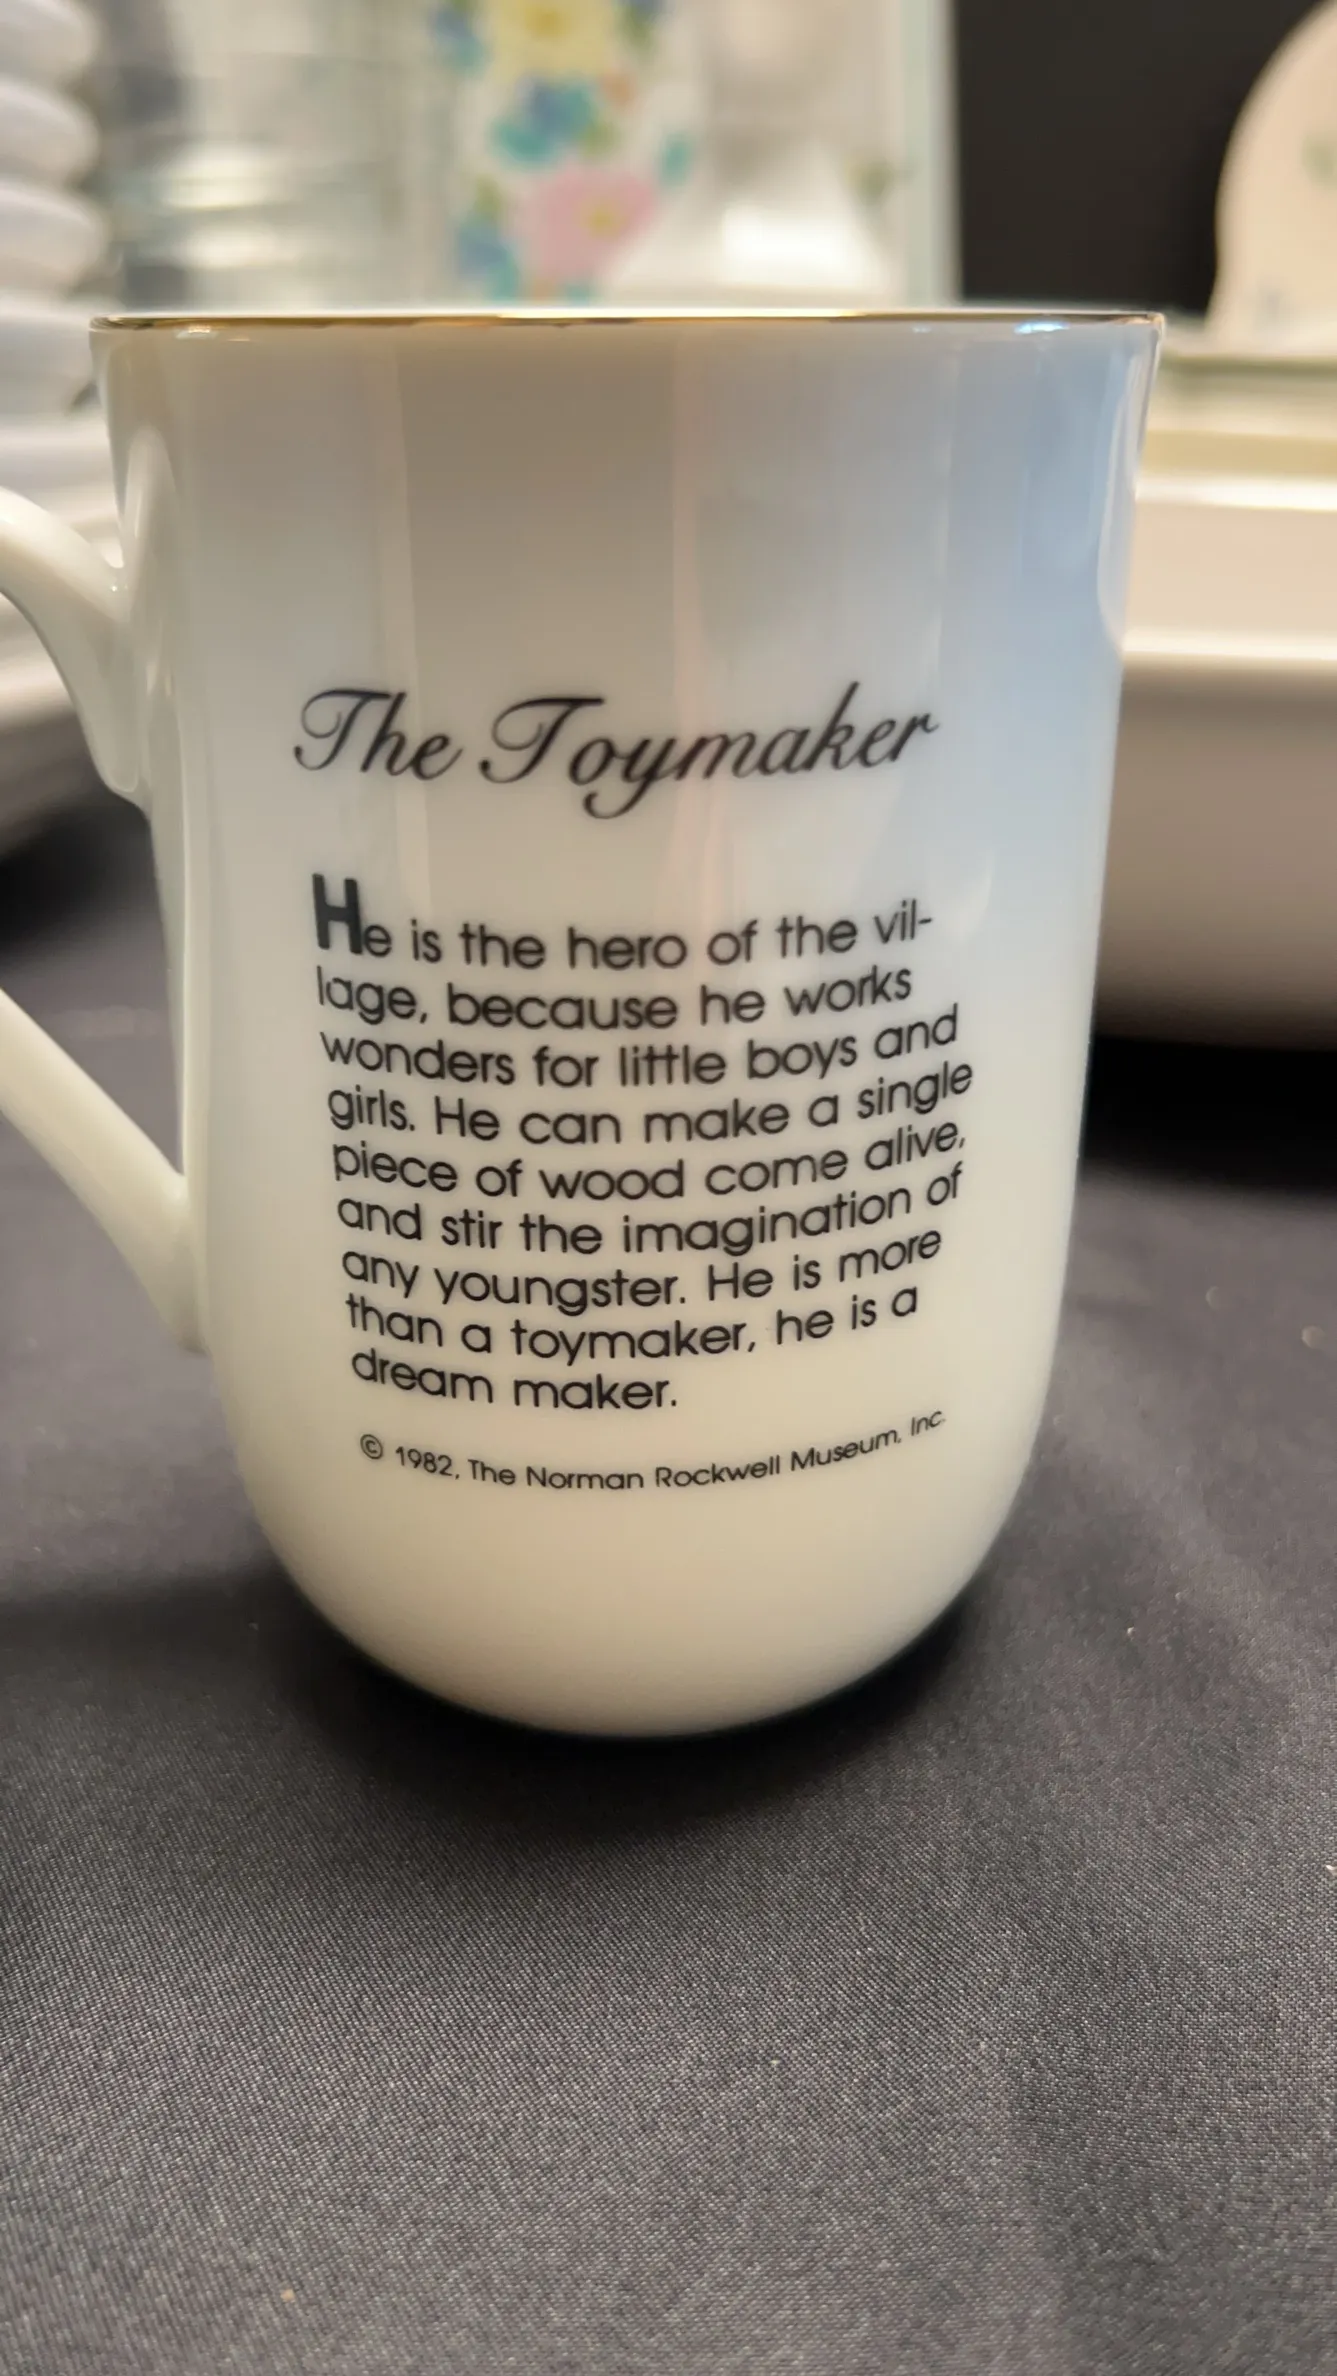 The Toymaker
He is the hero of the vil-
lage, because he works
wonders for little boys and
girls. He can make a single
piece of wood come alive,
and stir the imagination of
any youngster. He is more
than a toymaker, he is a
dream maker.
© 1982, The Norman Rockwell Museum, Inc.